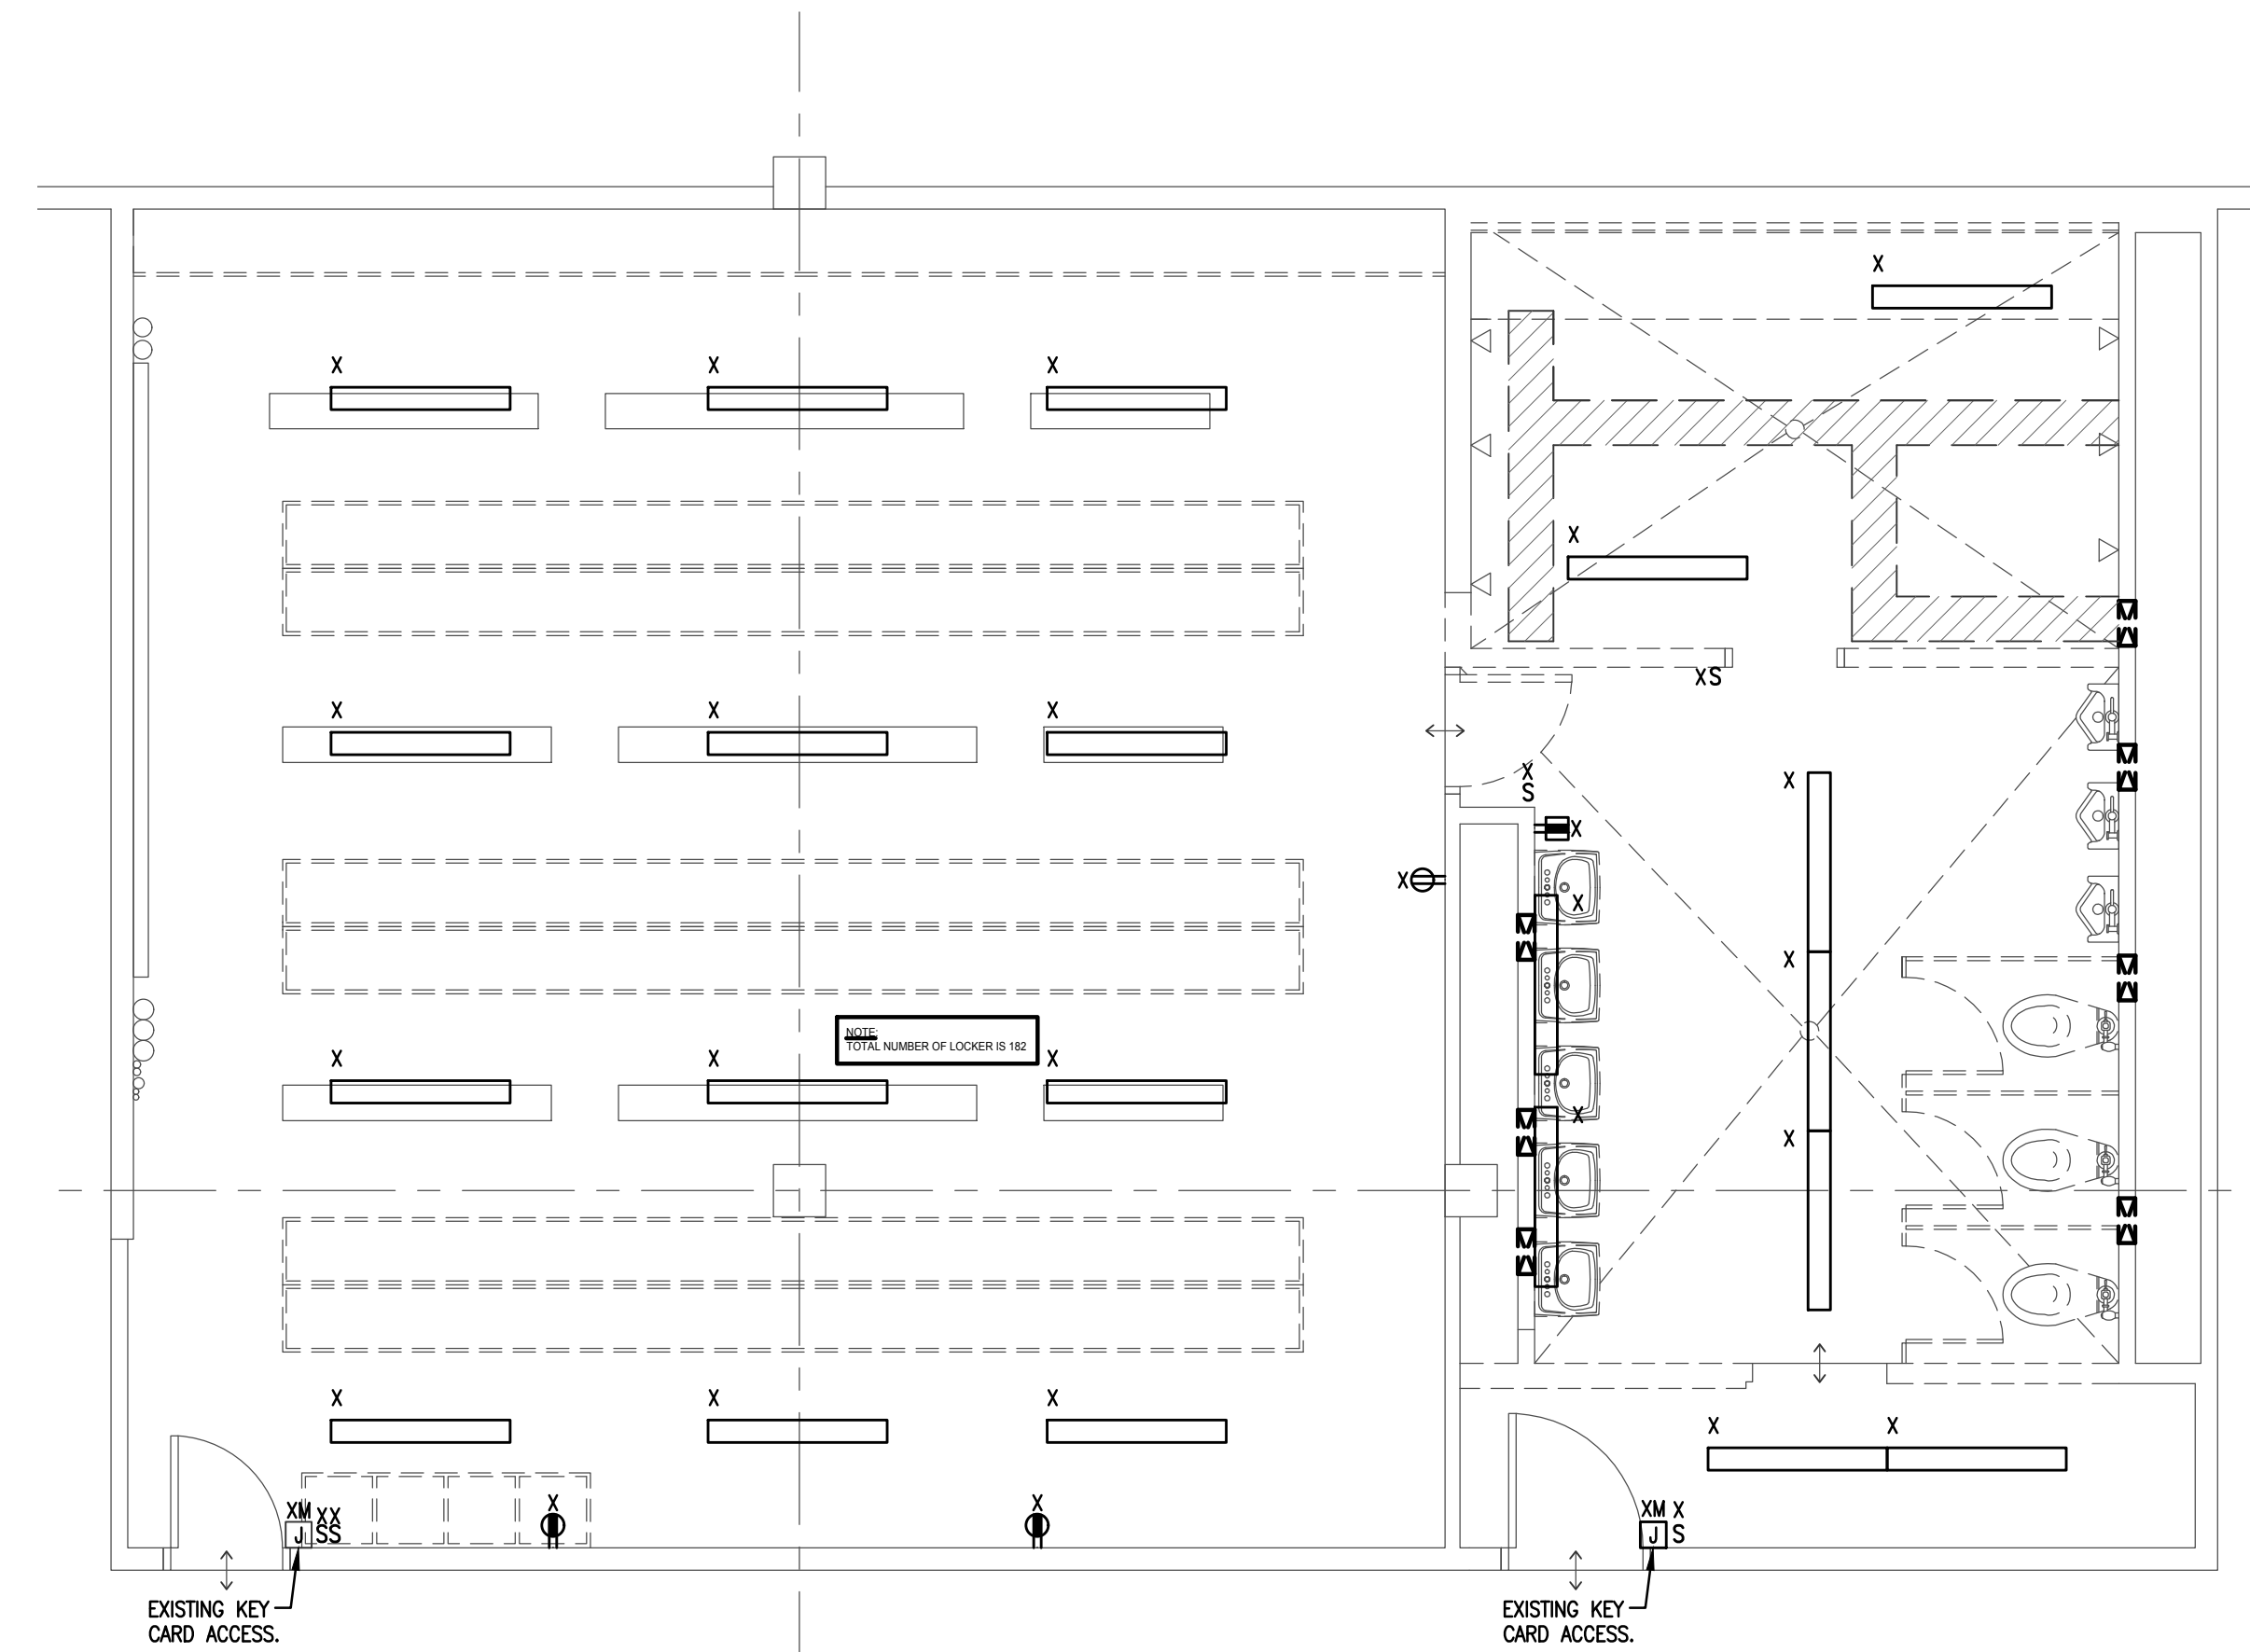 X
X X X
X
XS
X X X
X
S
X
X
X
X
X
NOTE:
TOTAL NUMBER OF LOCKER IS 182
X X X
X
X
X X X
X X
X X
XM XX
J SS
XM X
J S
EXISTING KEY
CARD ACCESS.
EXISTING KEY
CARD ACCESS.